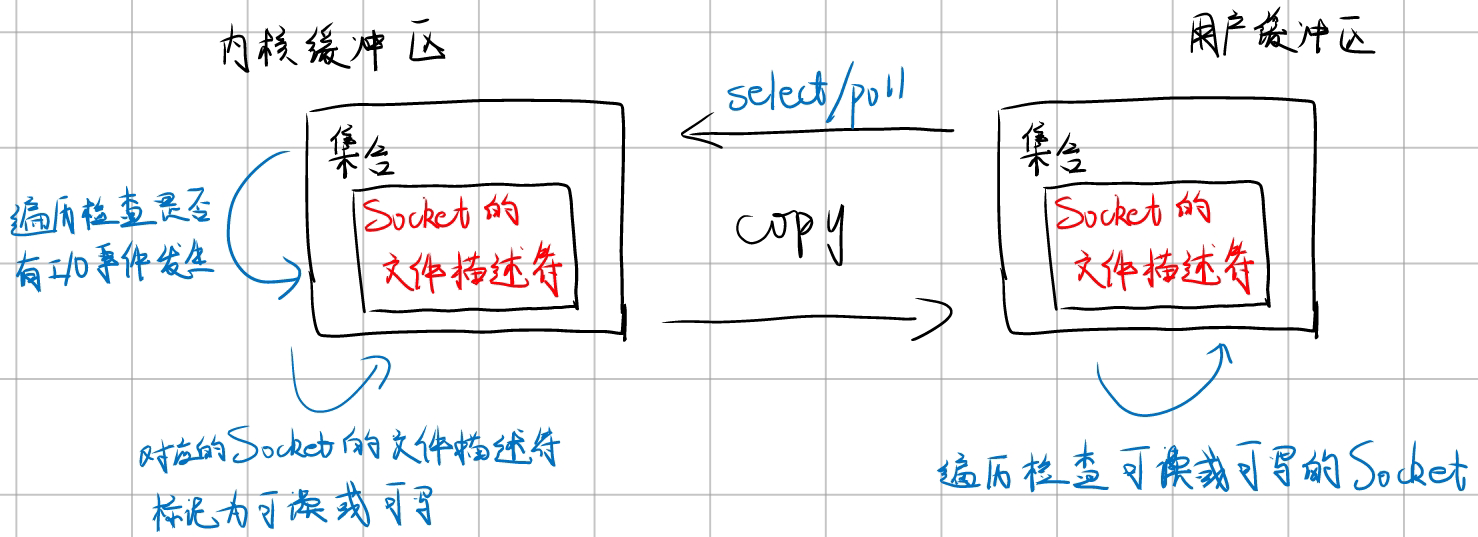 内核缓冲区
用户缓冲区
select/poll
集合
Socket的
文件描述符
遍历检查是否
有I/O事件发生
copy
集合
Socket的
文件描述符
对应的Socket的文件描述符
标记为可读或可写
遍历检查可读或可写的Socket